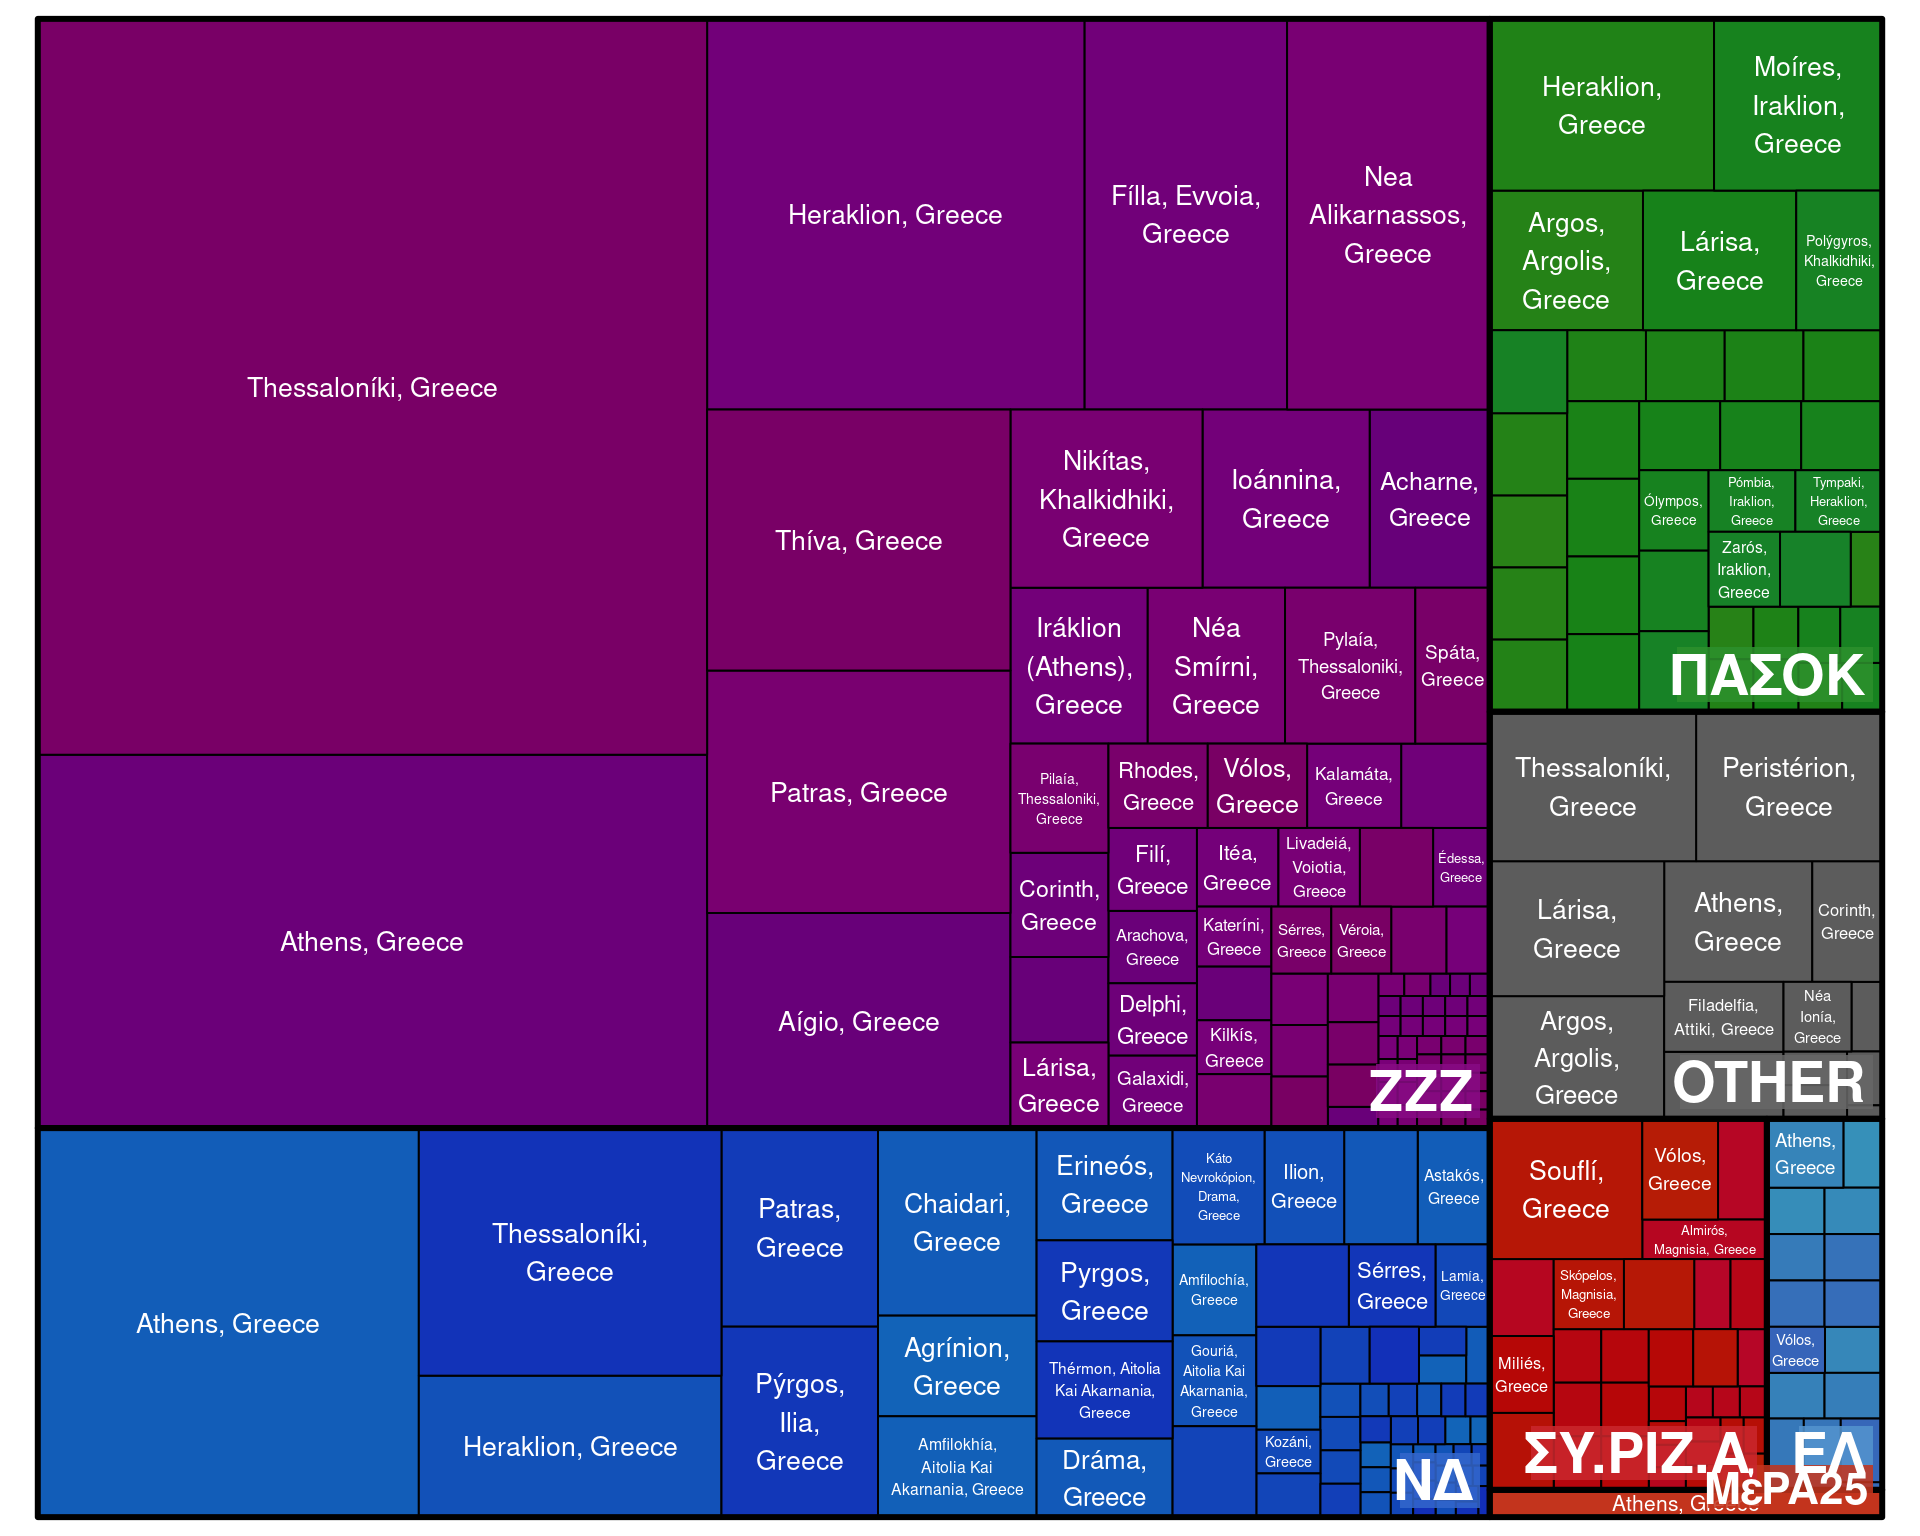 Thessaloníki, Greece
Athens, Greece
Heraklion, Greece
Fílla, Evvoia,
Greece
Nea
Alikarnassos,
Greece
Thíva, Greece
Patras, Greece
Aígio, Greece
Nikítas,
Khalkidhiki,
Greece
Ioánnina,
Greece
Acharne,
Greece
Iráklion
(Athens),
Greece
Néa
Smírni,
Greece
Pylaía,
Thessaloniki,
Greece
Spáta,
Greece
Pilaía,
Thessaloniki,
Greece
Rhodes,
Greece
Vólos,
Greece
Kalamáta,
Greece
Corinth,
Greece
Filí,
Greece
Itéa,
Greece
Livadeiá,
Voiotia,
Greece
Édessa,
Greece
Arachova,
Greece
Kateríni,
Greece
Sérres,
Greece
Véroia,
Greece
Delphi,
Greece
Kilkís,
Greece
Lárisa,
Greece
Galaxidi,
Greece
ZZZ
Athens, Greece
Thessaloníki,
Greece
Heraklion, Greece
Patras,
Greece
Pýrgos,
Ilia,
Greece
Chaidari,
Greece
Agrínion,
Greece
Amfilokhía,
Aitolia Kai
Akarnania, Greece
Erineós,
Greece
Pyrgos,
Greece
Thérmon, Aitolia
Kai Akarnania,
Greece
Dráma,
Greece
Káto
Nevrokópion,
Drama,
Greece
Ilion,
Greece
Astakós,
Greece
Amfilochía,
Greece
Sérres,
Greece
Lamía,
Greece
Gouriá,
Aitolia Kai
Akarnania,
Greece
Kozáni,
Greece
ΝΔ
Heraklion,
Greece
Moíres,
Iraklion,
Greece
Argos,
Argolis,
Greece
Lárisa,
Greece
Polýgyros,
Khalkidhiki,
Greece
Ólympos,
Greece
Pómbia,
Iraklion,
Greece
Tympaki,
Heraklion,
Greece
Zarós,
Iraklion,
Greece
ΠΑΣΟΚ
Thessaloníki,
Greece
Peristérion,
Greece
Lárisa,
Greece
Athens,
Greece
Corinth,
Greece
Argos,
Argolis,
Greece
Filadelfia,
Attiki, Greece
Néa
Ionía,
Greece
OTHER
Souflí,
Greece
Vólos,
Greece
Almirós,
Magnisia, Greece
Skópelos,
Magnisia,
Greece
Miliés,
Greece
ΣΥ.ΡΙΖ.Α.
Athens,
Greece
Vólos,
Greece
ΕΛ
Athens, Greece
ΜέΡΑ25